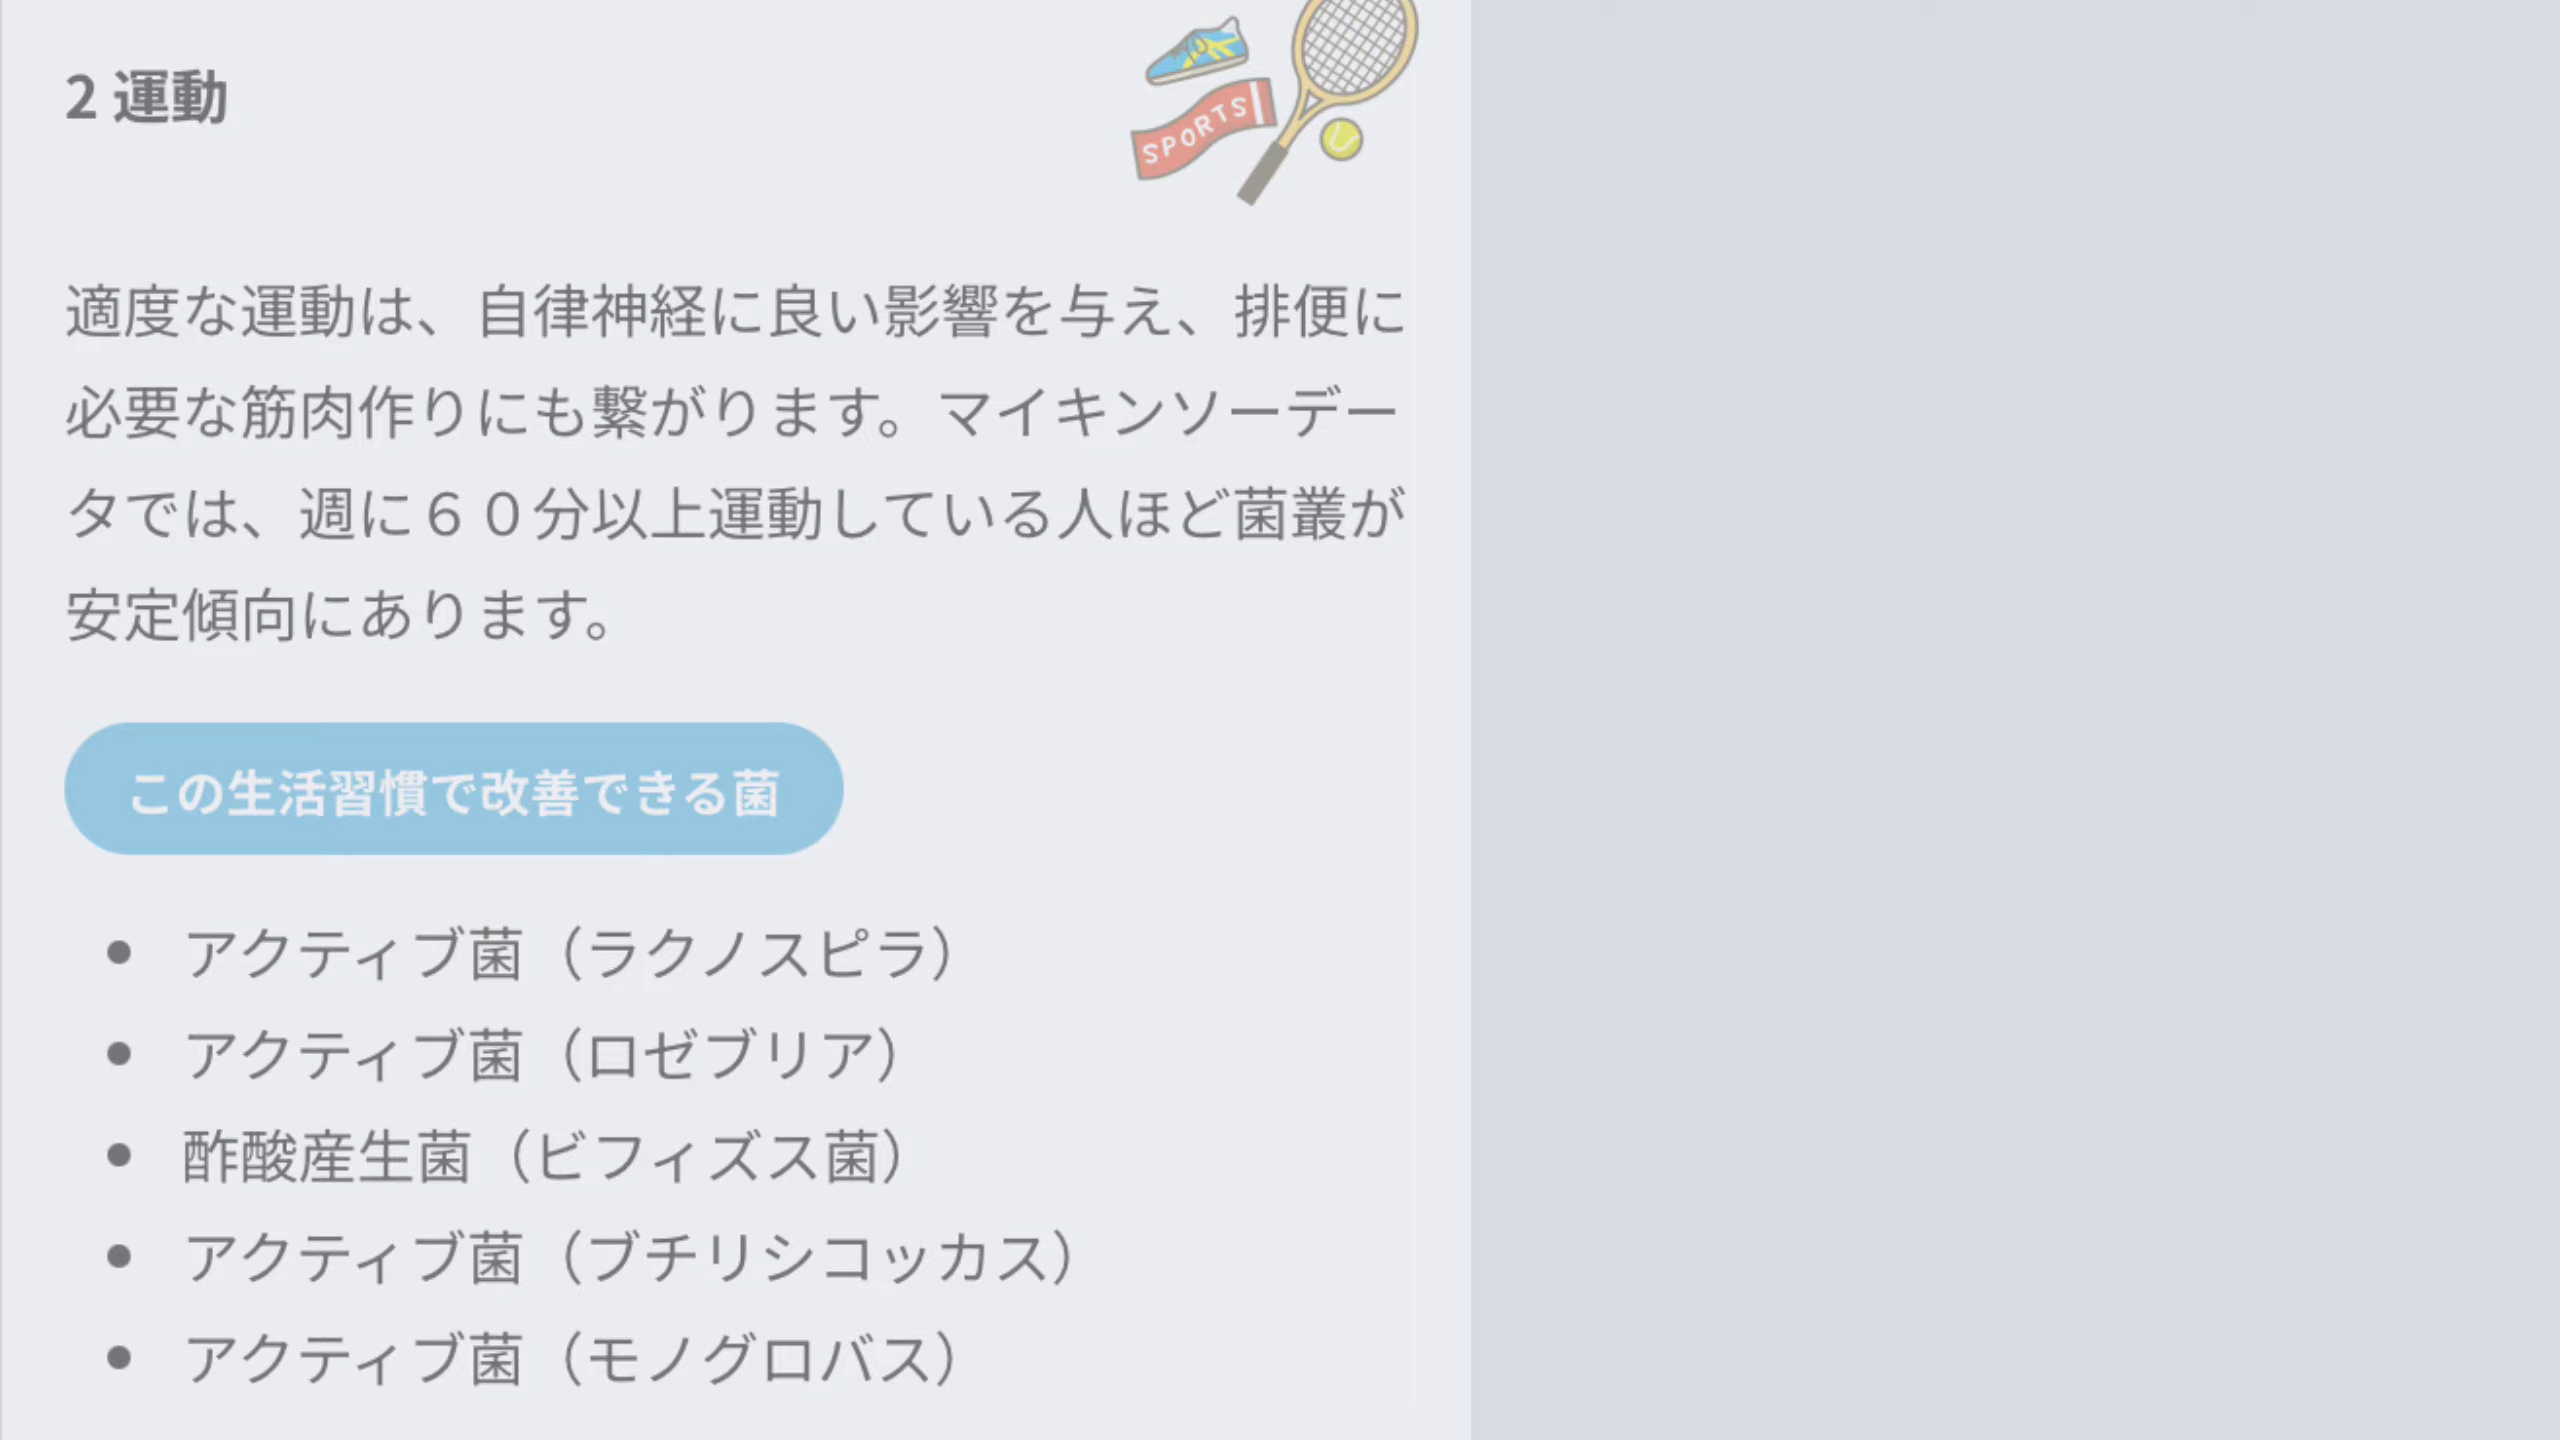 2 運動
SPORTS
適度な運動は、自律神経に良い影響を与え、排便に
必要な筋肉作りにも繋がります。マイキンソーデー
タでは、週に６０分以上運動している人ほど菌叢が
安定傾向にあります。
この生活習慣で改善できる菌
• アクティブ菌（ラクノスピラ）
• アクティブ菌（ロゼブリア）
• 酢酸産生菌（ビフィズス菌）
• アクティブ菌（ブチリシコッカス）
• アクティブ菌（モノグロバス）